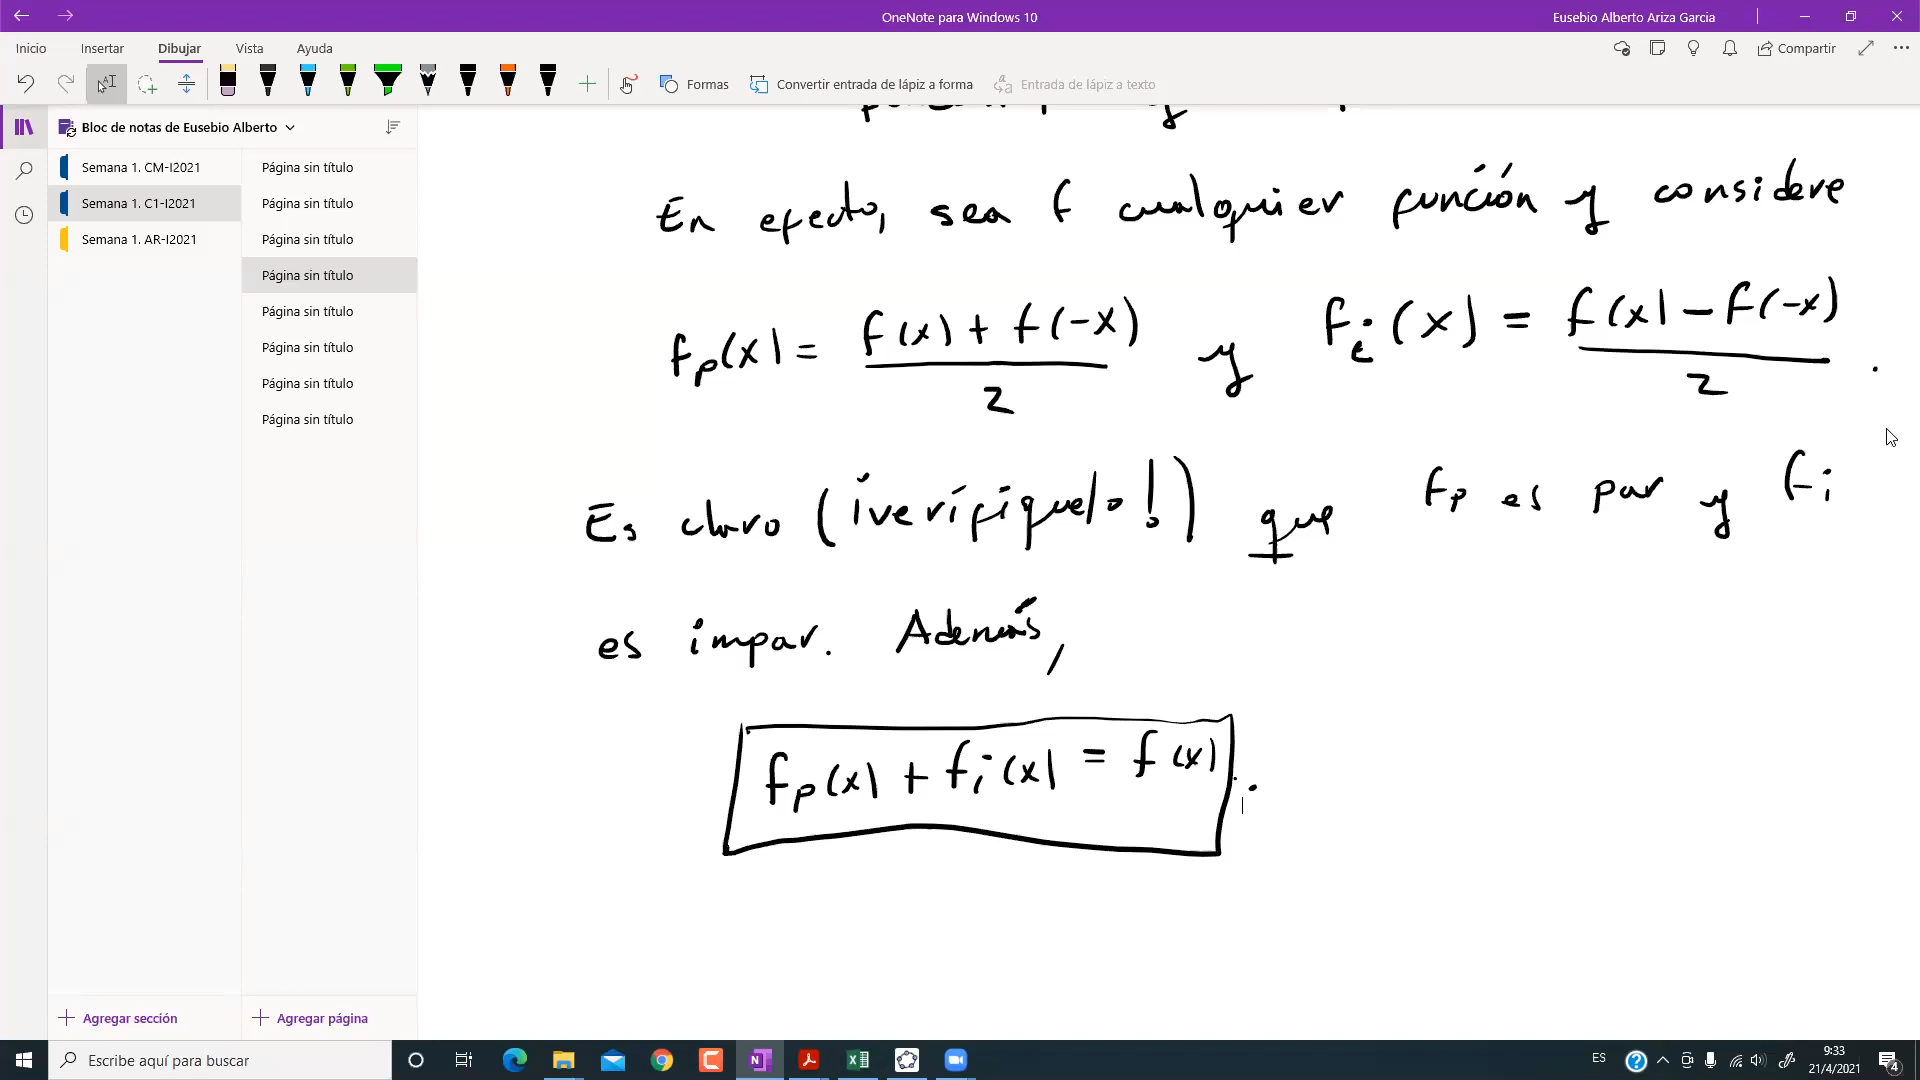 OneNote para Windows 10
Eusebio Alberto Ariza Garcia
Inicio Insertar Dibujar Vista Ayuda
Compartir
Formas Convertir entrada de lápiz a forma Entrada de lápiz a texto
Bloc de notas de Eusebio Alberto
Semana 1. CM-I2021
Semana 1. C1-I2021
Semana 1. AR-I2021
Página sin título
Página sin título
Página sin título
Página sin título
Página sin título
Página sin título
Página sin título
Página sin título
En efecto, sea f cualquier función y considere
fp(x) = f(x) + f(-x) / 2 y fi(x) = f(x) - f(-x) / 2 .
Es claro (¡verifíquelo!) que fp es par y fi
es impar. Además,
fp(x) + fi(x) = f(x).
Agregar sección
Agregar página
Escribe aquí para buscar
ES
9:33
21/4/2021
4